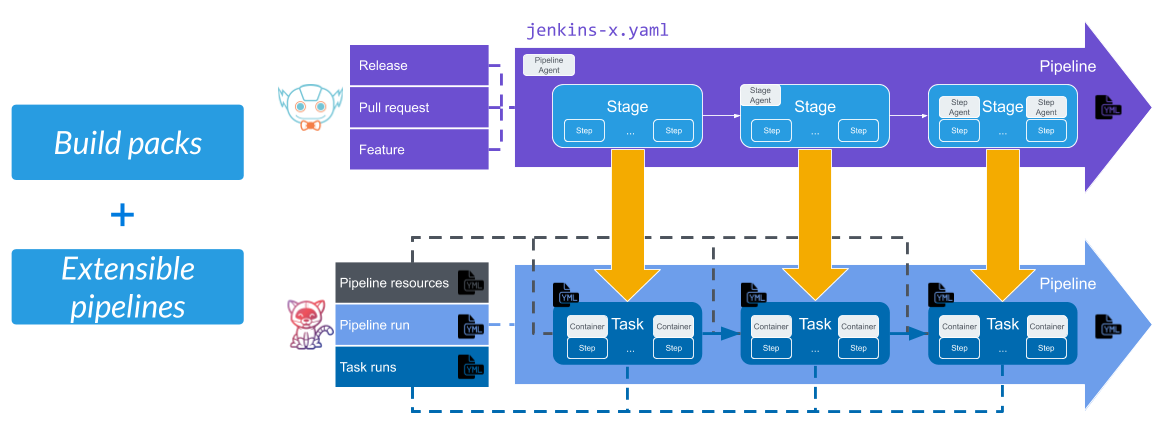 jenkins-x.yaml
Build packs
+
Extensible
pipelines
Release
Pull request
Feature
Pipeline
Agent
Pipeline
Stage
Step
...
Step
Stage
Agent
Stage
Step
...
Step
Step
Agent
Stage
Step
Agent
Step
...
Step
YML
Pipeline resources
YML
Pipeline run
YML
Task runs
YML
Pipeline
YML
Container
Task
Container
Step
...
Step
YML
Container
Task
Container
Step
...
Step
YML
Container
Task
Container
Step
...
Step
YML